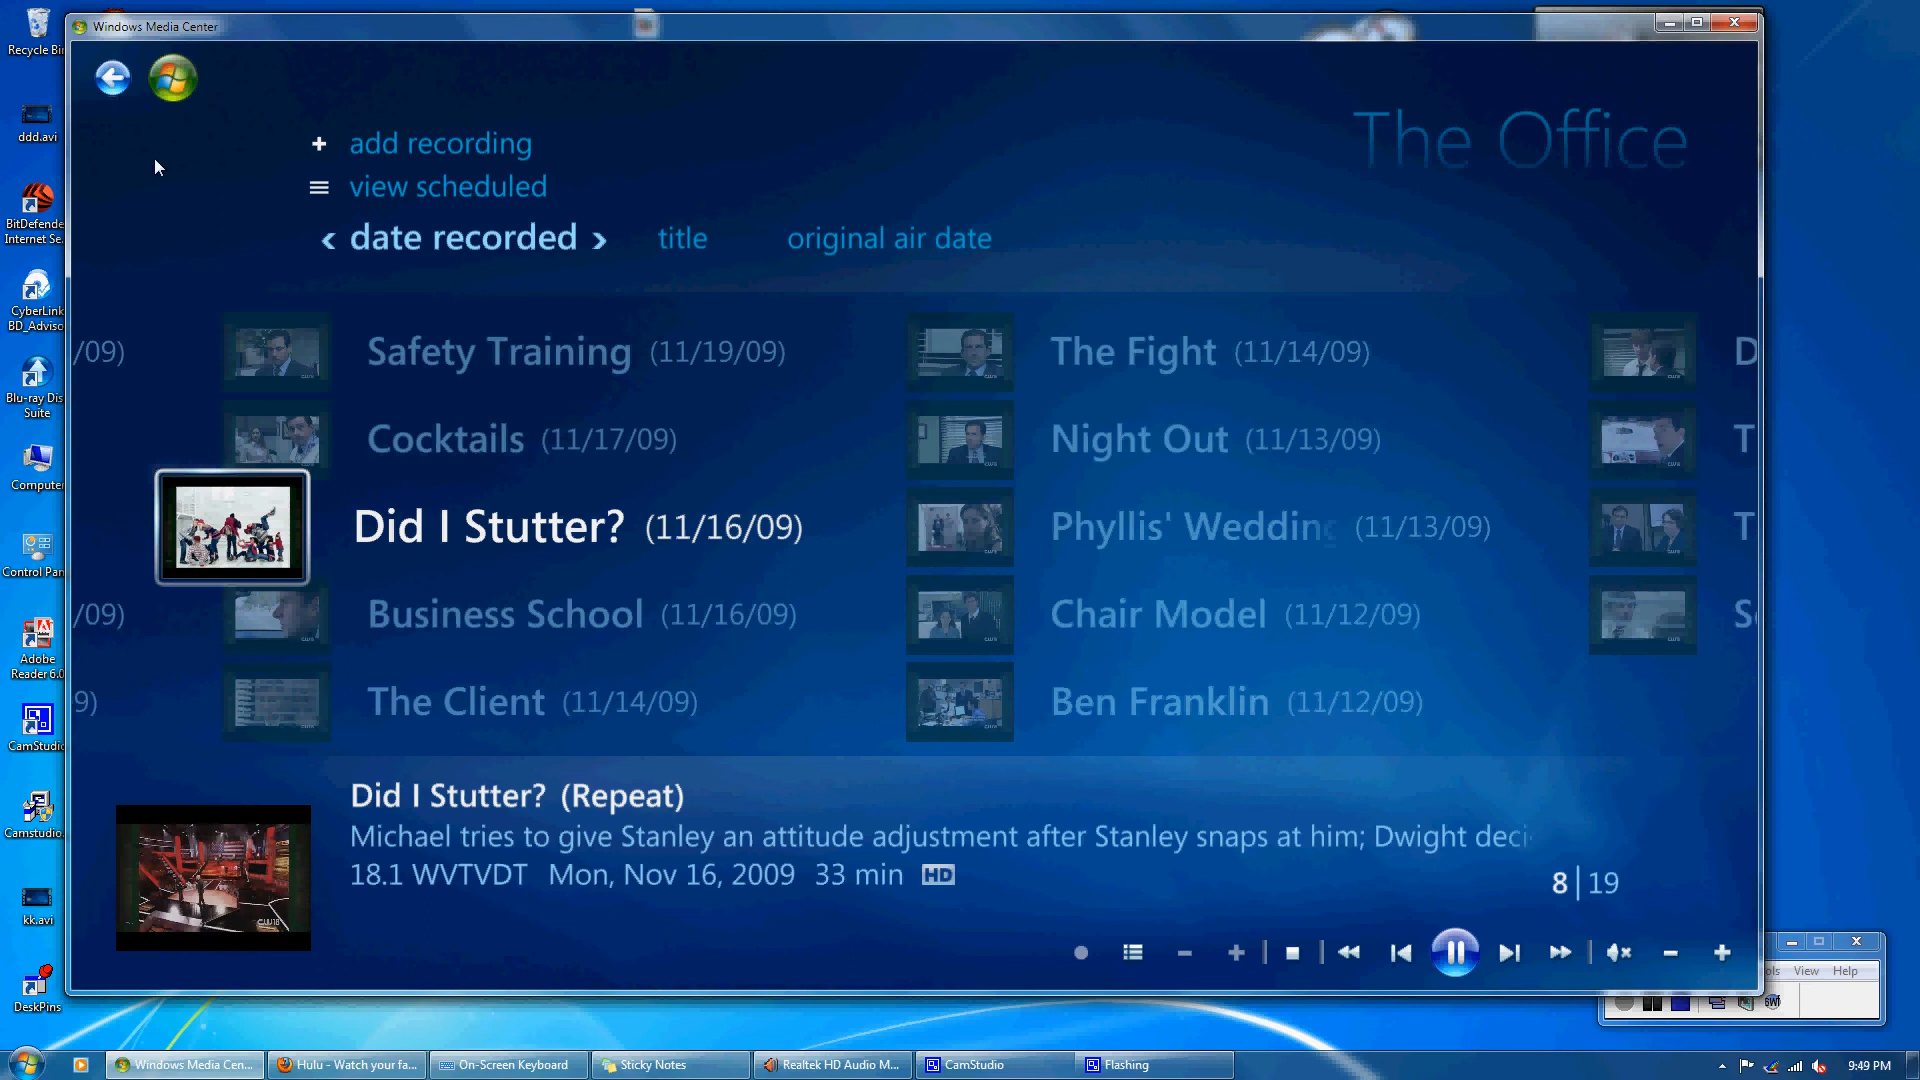 Windows Media Center
Recycle Bin
ddd.avi
BitDefende
Internet Se.
CyberLink
BD_Adviso
Blu-ray Dis
Suite
Computer
Control Pan
Adobe
Reader 6.0
CamStudio
Camstudio.
kk.avi
DeskPins
The Office
+ add recording
view scheduled
< date recorded > title original air date
/09) Safety Training (11/19/09) The Fight (11/14/09) D
Cocktails (11/17/09) Night Out (11/13/09) T
Did I Stutter? (11/16/09) Phyllis' Wedding (11/13/09) T
/09) Business School (11/16/09) Chair Model (11/12/09) S
9) The Client (11/14/09) Ben Franklin (11/12/09)
Did I Stutter? (Repeat)
Michael tries to give Stanley an attitude adjustment after Stanley snaps at him; Dwight deci
18.1 WVTVDT Mon, Nov 16, 2009 33 min HD
8 | 19
CW18
ols View Help
Windows Media Cen... Hulu - Watch your fa... On-Screen Keyboard Sticky Notes Realtek HD Audio M... CamStudio Flashing 9:49 PM